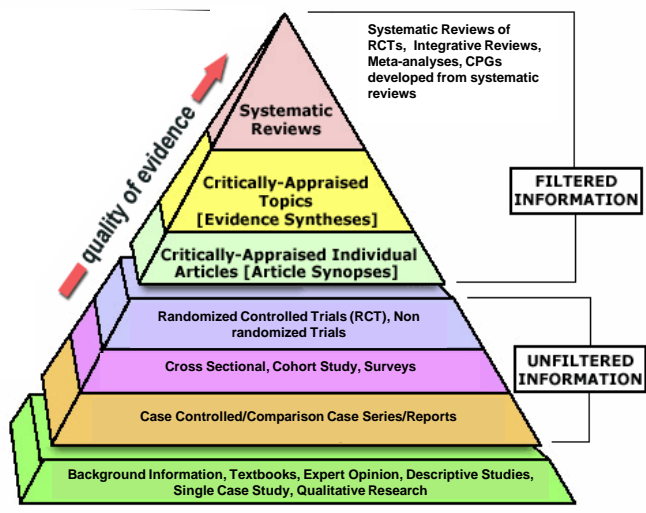 Systematic Reviews of
RCTs, Integrative Reviews,
Meta-analyses, CPGs
developed from systematic
reviews
quality of evidence
Systematic
Reviews
Critically-Appraised
Topics
[Evidence Syntheses]
Critically-Appraised Individual
Articles [Article Synopses]
FILTERED
INFORMATION
Randomized Controlled Trials (RCT), Non
randomized Trials
Cross Sectional, Cohort Study, Surveys
Case Controlled/Comparison Case Series/Reports
UNFILTERED
INFORMATION
Background Information, Textbooks, Expert Opinion, Descriptive Studies,
Single Case Study, Qualitative Research